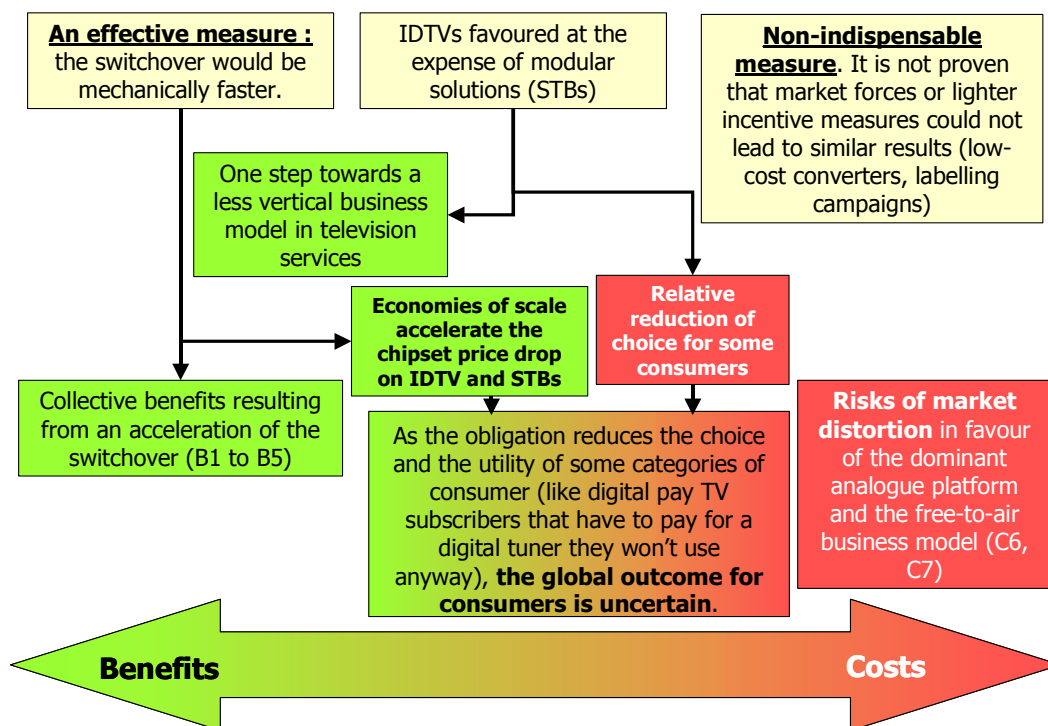 An effective measure :
the switchover would be
mechanically faster.
IDTVs favoured at the
expense of modular
solutions (STBs)
Non-indispensable
measure. It is not proven
that market forces or lighter
incentive measures could not
lead to similar results (low-
cost converters, labelling
campaigns)
One step towards a
less vertical business
model in television
services
Economies of scale
accelerate the
chipset price drop
on IDTV and STBs
Relative
reduction of
choice for some
consumers
Collective benefits resulting
from an acceleration of the
switchover (B1 to B5)
As the obligation reduces the choice
and the utility of some categories of
consumer (like digital pay TV
subscribers that have to pay for a
digital tuner they won't use
anyway), the global outcome for
consumers is uncertain.
Risks of market
distortion in favour
of the dominant
analogue platform
and the free-to-air
business model (C6,
C7)
Benefits
Costs